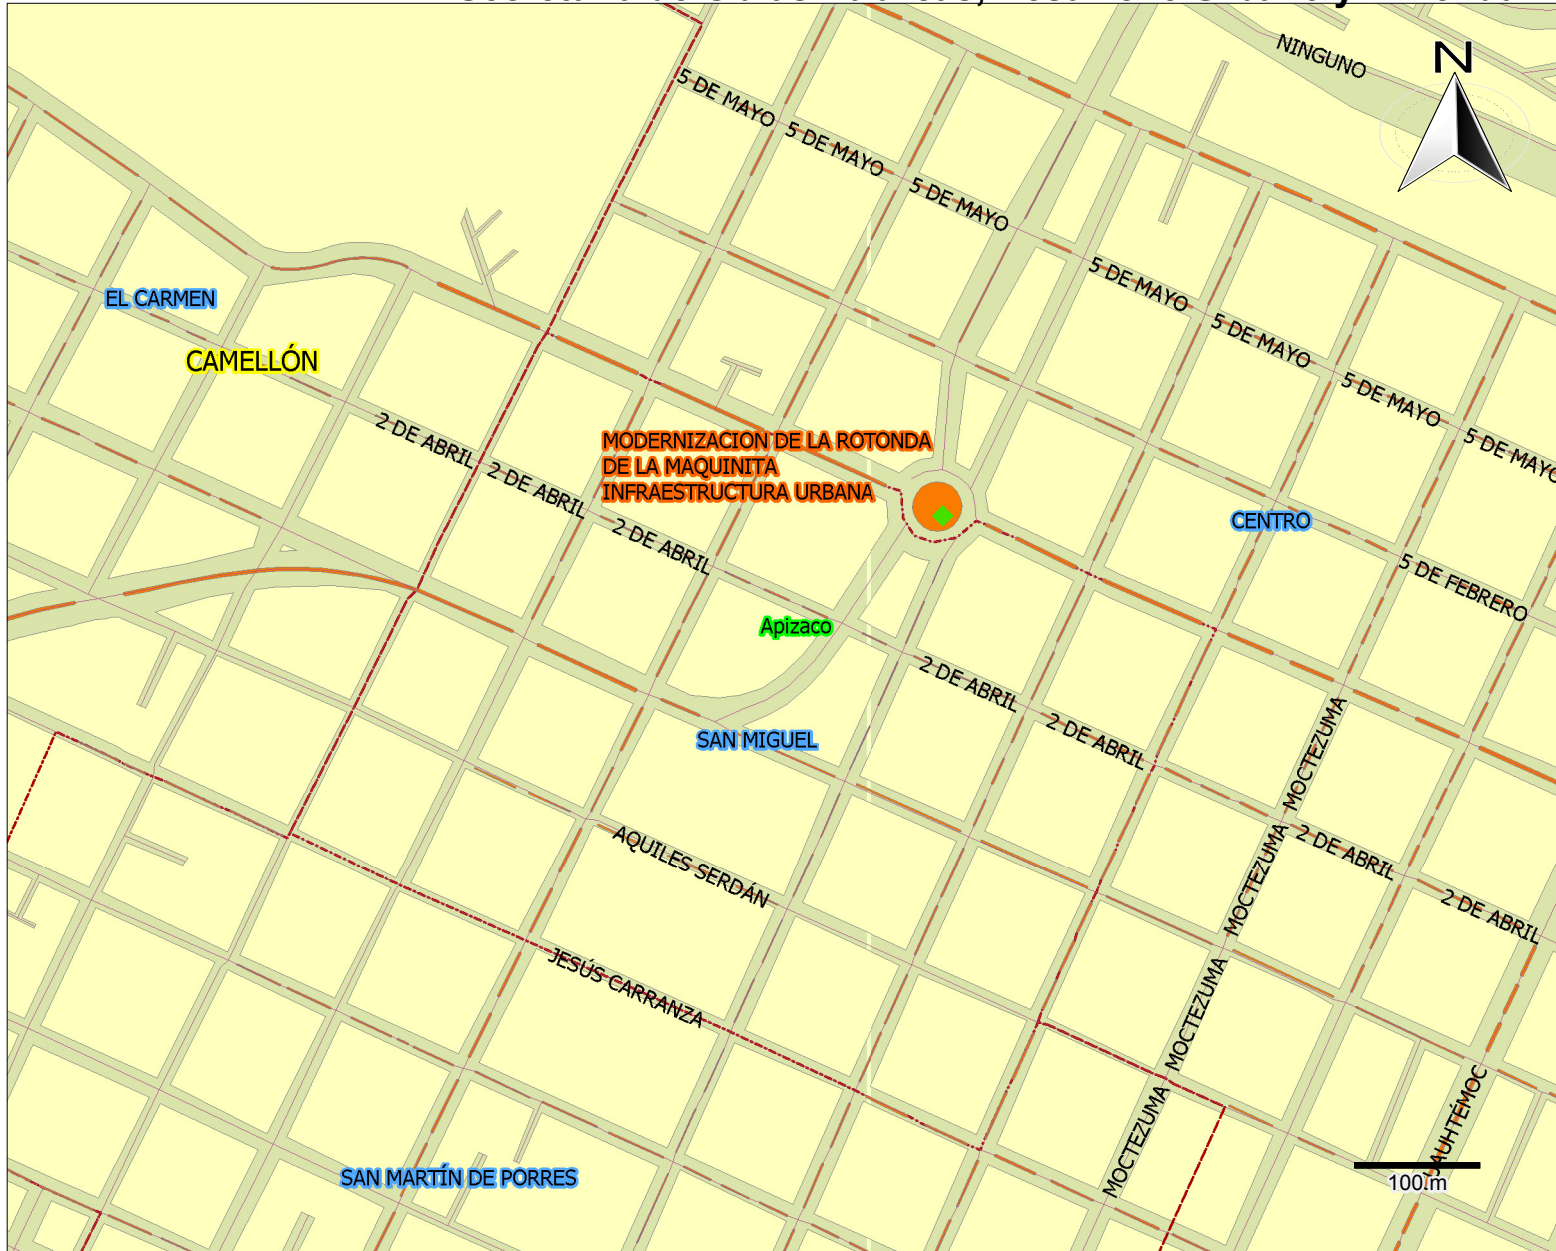 NINGUNO
N
5 DE MAYO
5 DE MAYO
5 DE MAYO
5 DE MAYO
5 DE MAYO
5 DE MAYO
5 DE MAYO
EL CARMEN
CAMELLÓN
2 DE ABRIL
2 DE ABRIL
2 DE ABRIL
MODERNIZACION DE LA ROTONDA
DE LA MAQUINITA
INFRAESTRUCTURA URBANA
CENTRO
5 DE FEBRERO
Apizaco
2 DE ABRIL
2 DE ABRIL
2 DE ABRIL
2 DE ABRIL
SAN MIGUEL
MOCTEZUMA
MOCTEZUMA
MOCTEZUMA
MOCTEZUMA
AQUILES SERDÁN
JESÚS CARRANZA
SAN MARTÍN DE PORRES
100 m